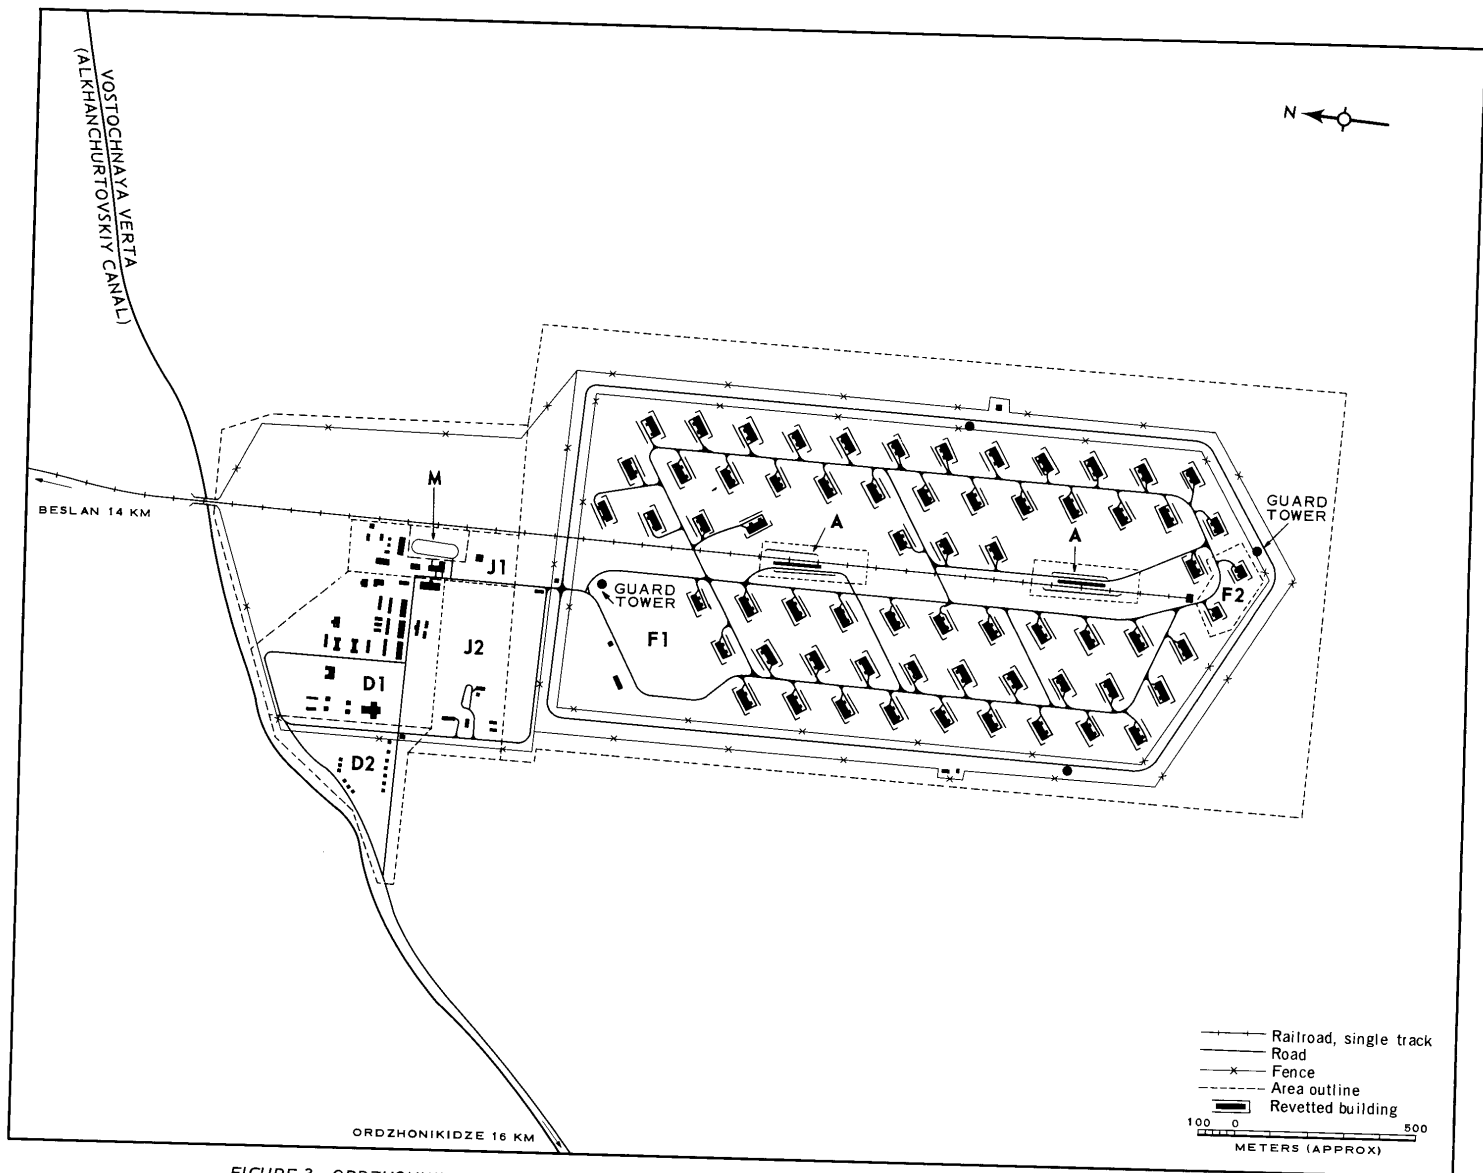 VOSTOCHNAYA VERTA
(ALKHANCHURTOVSKIY CANAL)
N
GUARD
TOWER
M
A
A
BESLAN 14 KM
J1
GUARD
TOWER
F2
F1
J2
D1
D2
Railroad, single track
Road
Fence
Area outline
Revetted building
100 0 500
METERS (APPROX)
ORDZHONIKIDZE 16 KM
FIGURE